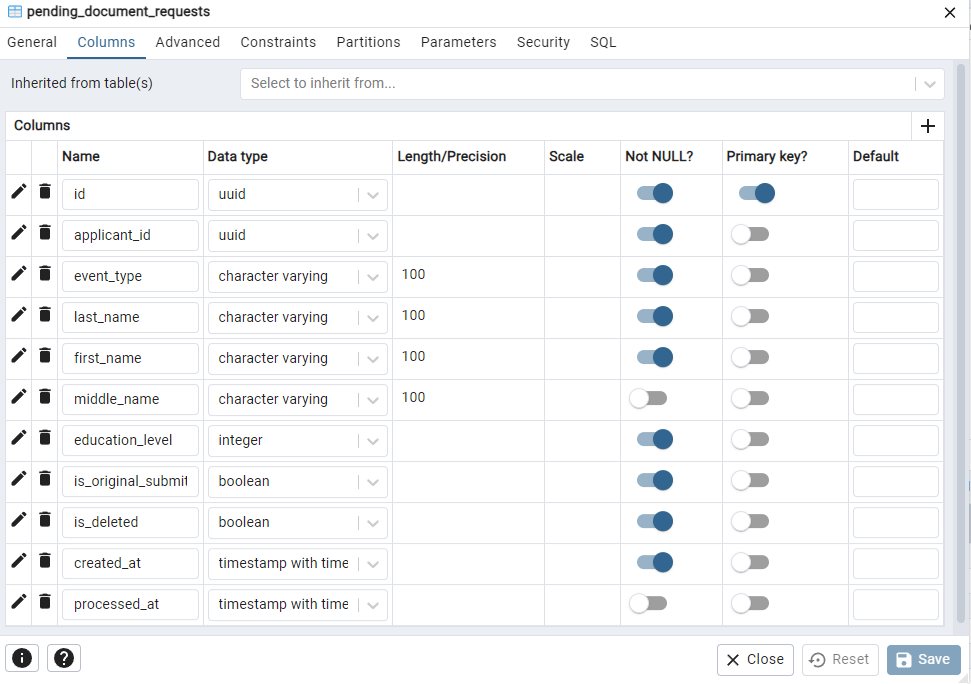 pending_document_requests
General Columns Advanced Constraints Partitions Parameters Security SQL
Inherited from table(s) Select to inherit from...
Columns
Name Data type Length/Precision Scale Not NULL? Primary key? Default
id uuid
applicant_id uuid
event_type character varying 100
last_name character varying 100
first_name character varying 100
middle_name character varying 100
education_level integer
is_original_submit boolean
is_deleted boolean
created_at timestamp with time
processed_at timestamp with time
Close Reset Save